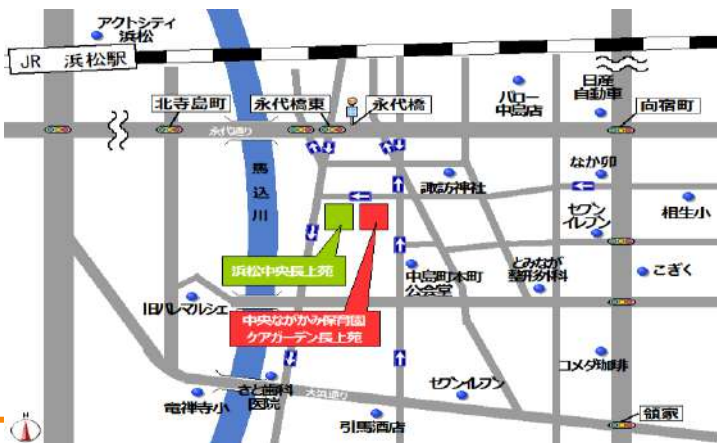 アクトシティ
浜松
JR 浜松駅
北寺島町
永代橋東
永代橋
バロー
中島店
日産
自動車
向宿町
永代通り
馬込川
諏訪神社
なか卯
セブン
イレブン
相生小
浜松中央長上苑
中島町本町
公会堂
とみなが
整形外科
こぎく
旧パレマルシェ
中央ながかみ保育園
ケアガーデン長上苑
コメダ珈琲
竜禅寺小
さと歯科
医院
セブンイレブン
引馬酒店
領家
N